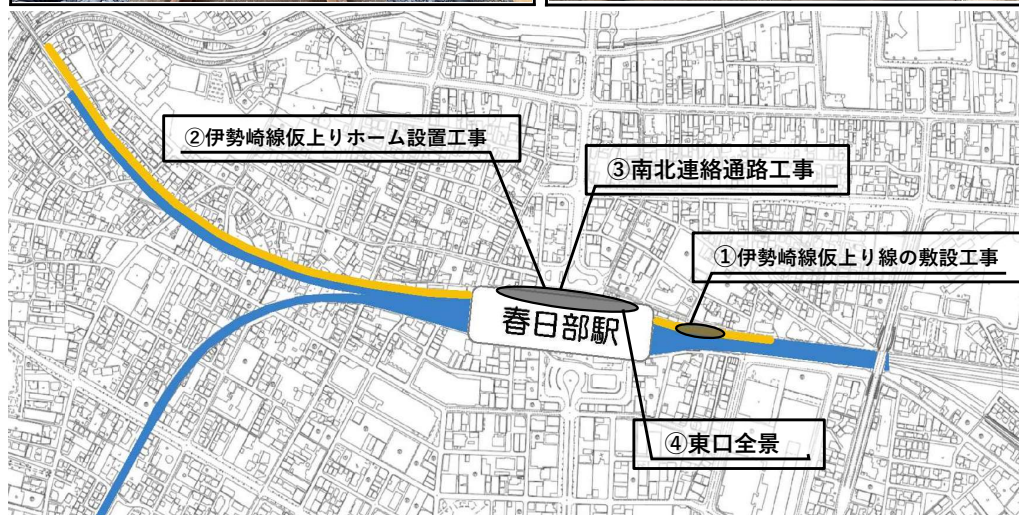 ②伊勢崎線仮上りホーム設置工事
③南北連絡通路工事
①伊勢崎線仮上り線の敷設工事
春日部駅
④東口全景